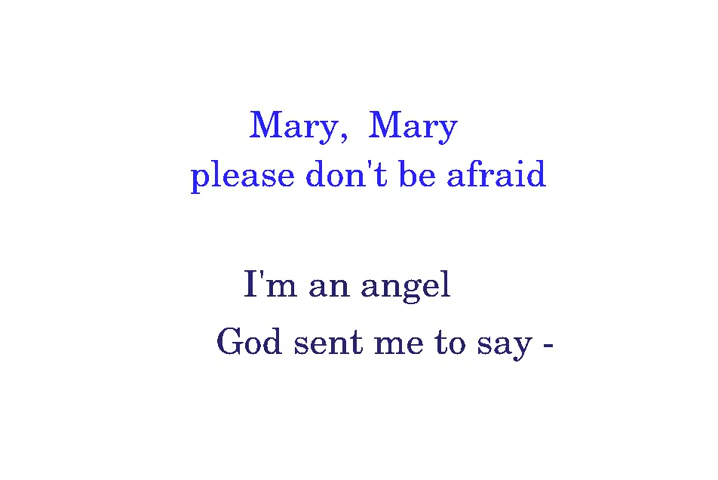 Mary,  Mary
please don't be afraid
I'm an angel
God sent me to say -